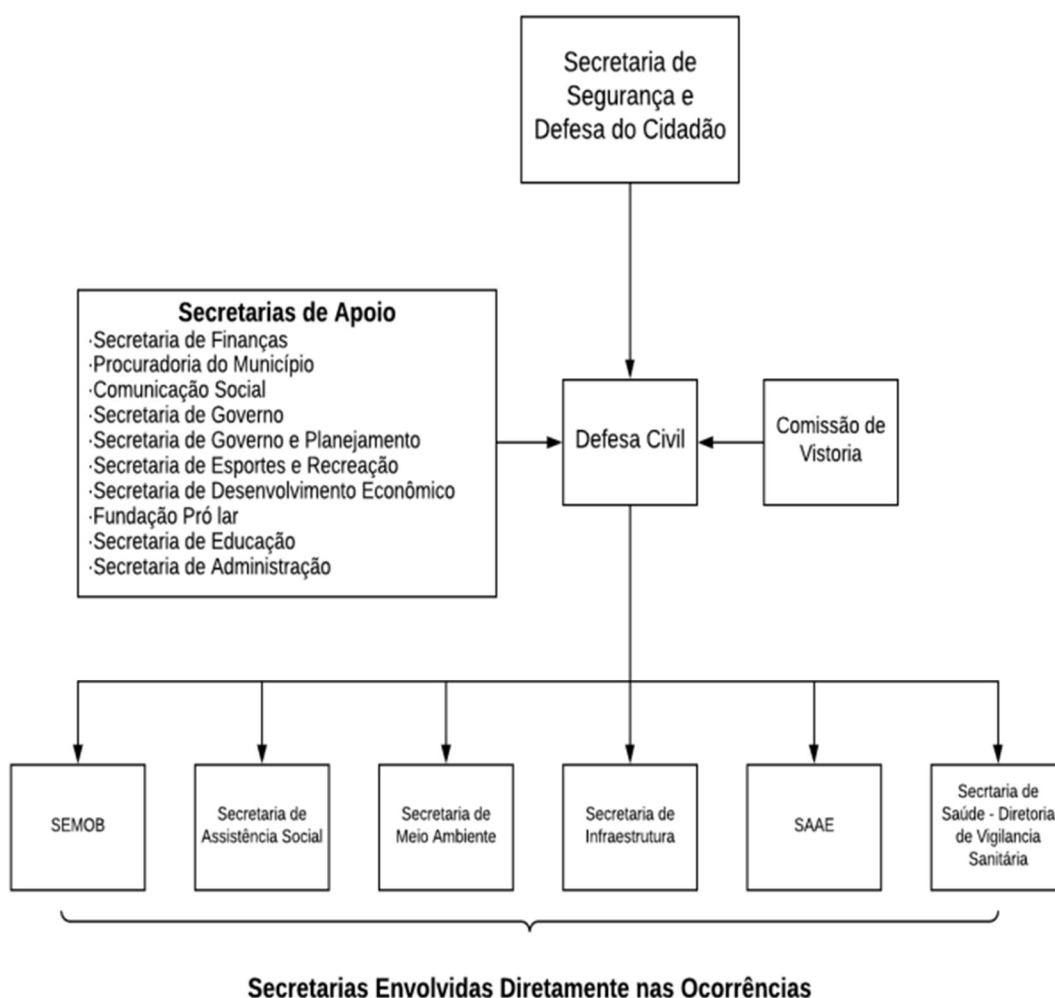 Secretaria de
Segurança e
Defesa do Cidadão
Secretarias de Apoio
·Secretaria de Finanças
·Procuradoria do Município
·Comunicação Social
·Secretaria de Governo
·Secretaria de Governo e Planejamento
·Secretaria de Esportes e Recreação
·Secretaria de Desenvolvimento Econômico
·Fundação Pró lar
·Secretaria de Educação
·Secretaria de Administração
Defesa Civil
Comissão de
Vistoria
SEMOB
Secretaria de
Assistência Social
Secretaria de
Meio Ambiente
Secretaria de
Infraestrutura
SAAE
Secrtaria de
Saúde - Diretoria
de Vigilancia
Sanitária
Secretarias Envolvidas Diretamente nas Ocorrências